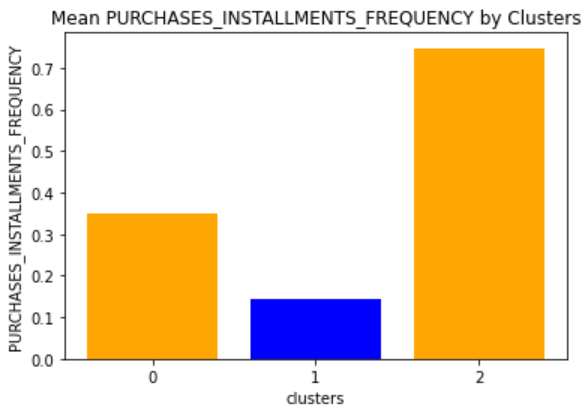 Mean PURCHASES_INSTALLMENTS_FREQUENCY by Clusters
PURCHASES_INSTALLMENTS_FREQUENCY
0.7
0.6
0.5
0.4
0.3
0.2
0.1
0.0
0 1 2
clusters